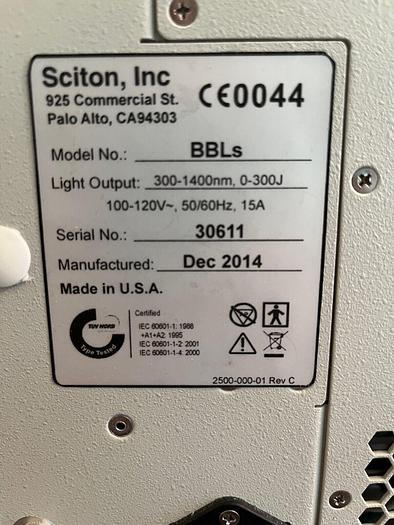 Sciton, Inc
925 Commercial St.
Palo Alto, CA94303
CE0044
Model No.: BBLs
Light Output: 300-1400nm, 0-300J
100-120V~, 50/60Hz, 15A
Serial No.: 30611
Manufactured: Dec 2014
Made in U.S.A.
TUV NORD
Type Tested
Certified
IEC 60601-1: 1988
+A1+A2: 1995
IEC 60601-1-2: 2001
IEC 60601-1-4: 2000
2500-000-01 Rev C